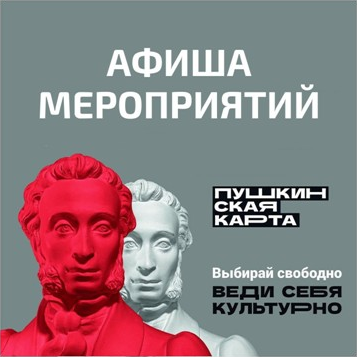 АФИША
МЕРОПРИЯТИЙ
ПУШКИН
СКАЯ
КАРТА
Выбирай свободно
ВЕДИ СЕБЯ
КУЛЬТУРНО